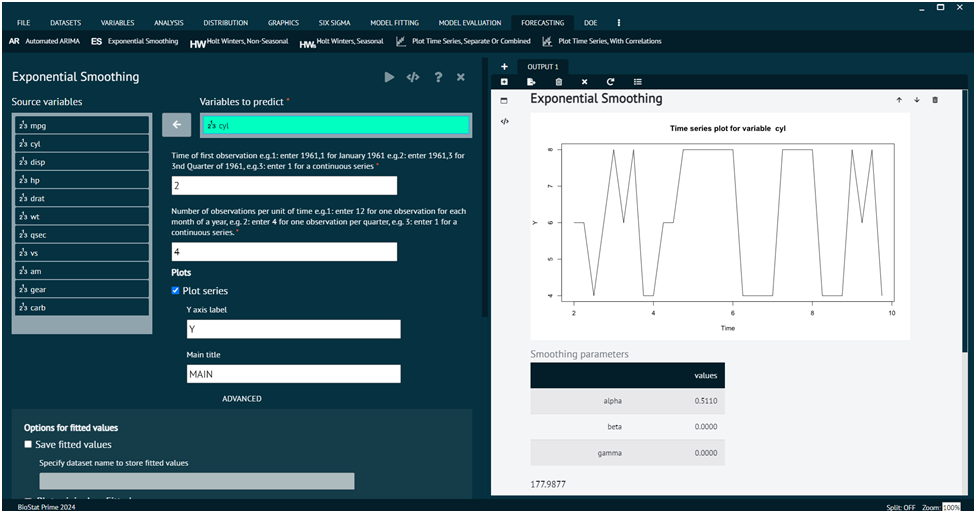 FILE DATASETS VARIABLES ANALYSIS DISTRIBUTION GRAPHICS SIX SIGMA MODEL FITTING MODEL EVALUATION FORECASTING DOE
AR Automated ARIMA ES Exponential Smoothing HW Holt Winters, Non-Seasonal HWs Holt Winters, Seasonal Plot Time Series, Separate Or Combined Plot Time Series, With Correlations
Exponential Smoothing
Source variables
mpg
cyl
disp
hp
drat
wt
qsec
vs
am
gear
carb
Variables to predict *
cyl
Time of first observation e.g.1: enter 1961,1 for January 1961 e.g.2: enter 1961,3 for
3nd Quarter of 1961, e.g.3: enter 1 for a continuous series *
2
Number of observations per unit of time e.g.1: enter 12 for one observation for each
month of a year, e.g. 2: enter 4 for one observation per quarter, e.g. 3: enter 1 for a
continuous series. *
4
Plots
Plot series
Y axis label
Y
Main title
MAIN
ADVANCED
Options for fitted values
Save fitted values
Specify dataset name to store fitted values
OUTPUT 1
Exponential Smoothing
Time series plot for variable cyl
8
7
6
5
4
Y
2 4 6 8 10
Time
Smoothing parameters
values
alpha 0.5110
beta 0.0000
gamma 0.0000
177.9877
BioStat Prime 2024
Split: OFF Zoom: 100%